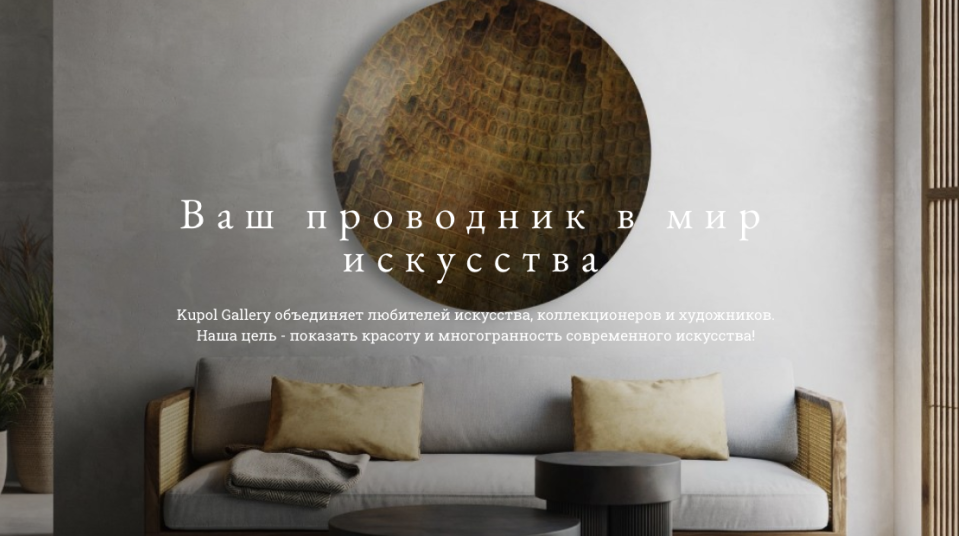 Ваш проводник в мир
искусства
Kupol Gallery объединяет любителей искусства, коллекционеров и художников.
Наша цель - показать красоту и многогранность современного искусства!